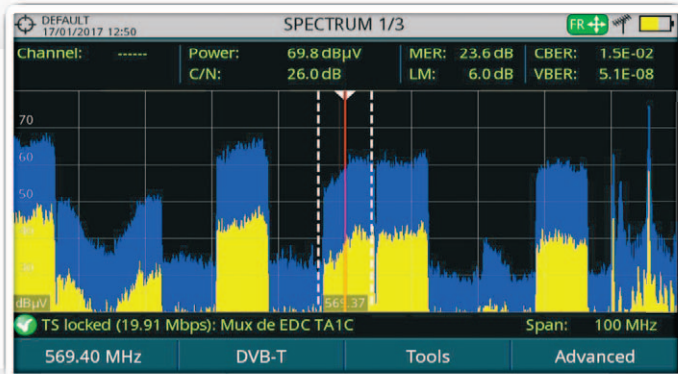 DEFAULT
17/01/2017 12:50
SPECTRUM 1/3
FR
Channel: ------
Power: 69.8 dBµV
MER: 23.6 dB
CBER: 1.5E-02
C/N: 26.0 dB
LM: 6.0 dB
VBER: 5.1E-08
70
60
50
dBµV
569.37
TS locked (19.91 Mbps): Mux de EDC TA1C
Span: 100 MHz
569.40 MHz
DVB-T
Tools
Advanced